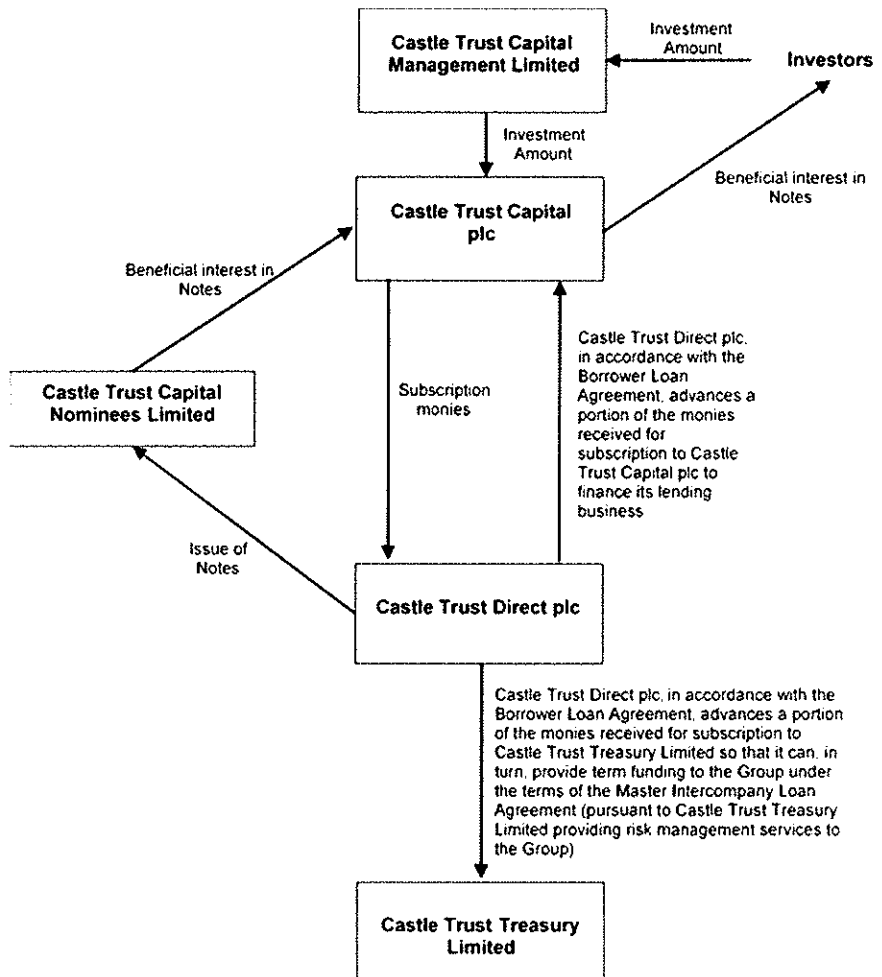 Castle Trust Capital
Management Limited
Investment
Amount
Investors
Investment
Amount
Castle Trust Capital
plc
Beneficial interest in
Notes
Beneficial interest in
Notes
Castle Trust Capital
Nominees Limited
Subscription
monies
Castle Trust Direct plc,
in accordance with the
Borrower Loan
Agreement, advances a
portion of the monies
received for
subscription to Castle
Trust Capital plc to
finance its lending
business
Issue of
Notes
Castle Trust Direct plc
Castle Trust Direct plc, in accordance with the
Borrower Loan Agreement, advances a portion
of the monies received for subscription to
Castle Trust Treasury Limited so that it can, in
turn, provide term funding to the Group under
the terms of the Master Intercompany Loan
Agreement (pursuant to Castle Trust Treasury
Limited providing risk management services to
the Group)
Castle Trust Treasury
Limited